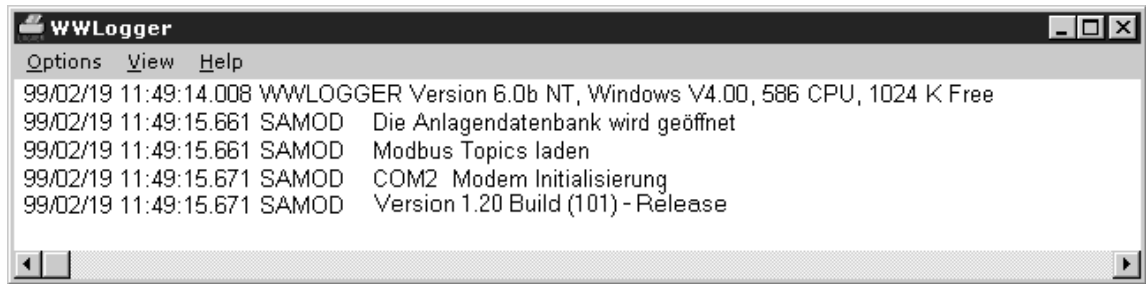 WWLogger
Options View Help
99/02/19 11:49:14.008 WWLOGGER Version 6.0b NT, Windows V4.00, 586 CPU, 1024 K Free
99/02/19 11:49:15.661 SAMOD Die Anlagendatenbank wird geöffnet
99/02/19 11:49:15.661 SAMOD Modbus Topics laden
99/02/19 11:49:15.671 SAMOD COM2 Modem Initialisierung
99/02/19 11:49:15.671 SAMOD Version 1.20 Build (101) - Release